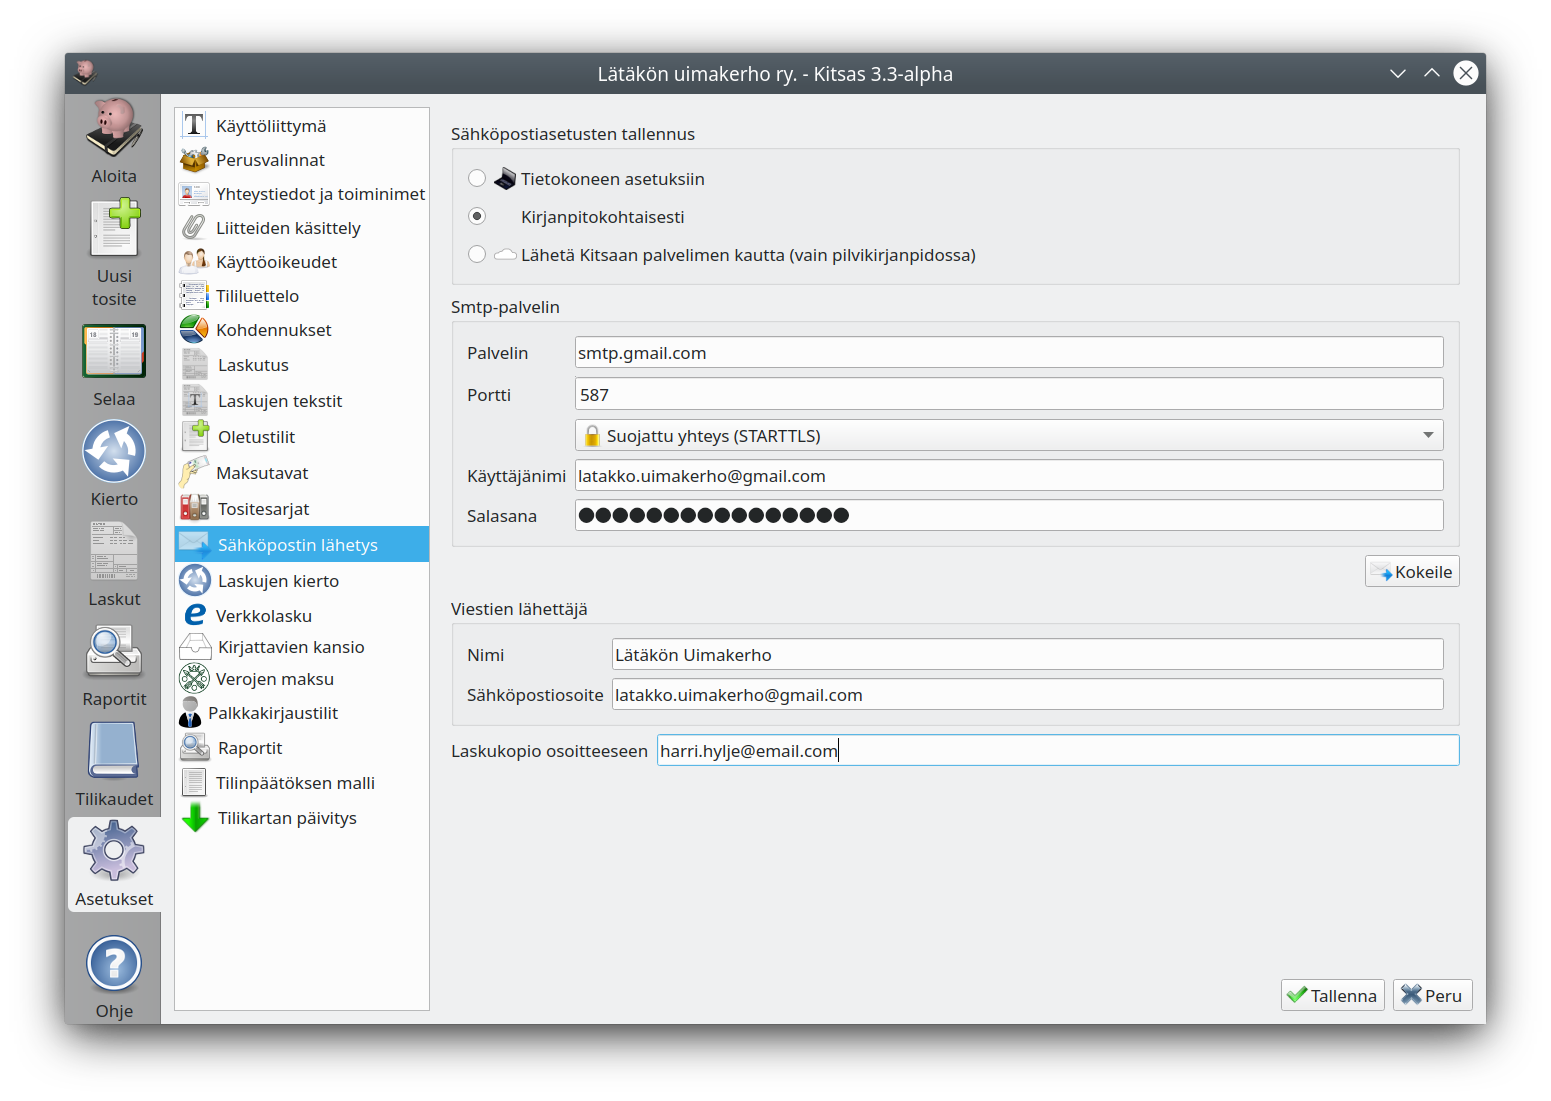 Lätäkön uimakerho ry. - Kitsas 3.3-alpha
Aloita
Uusi
tosite
18
19
Selaa
Kierto
Laskut
Raportit
Tilikaudet
Asetukset
?
Ohje
T
Käyttöliittymä
Perusvalinnat
Yhteystiedot ja toiminimet
Liitteiden käsittely
Käyttöoikeudet
Tililuettelo
Kohdennukset
Laskutus
T
Laskujen tekstit
Oletustilit
Maksutavat
Tositesarjat
Sähköpostin lähetys
Laskujen kierto
e
Verkkolasku
Kirjattavien kansio
Verojen maksu
Palkkakirjaustilit
Raportit
Tilinpäätöksen malli
Tilikartan päivitys
Sähköpostiasetusten tallennus
Tietokoneen asetuksiin
Kirjanpitokohtaisesti
Lähetä Kitsaan palvelimen kautta (vain pilvikirjanpidossa)
Smtp-palvelin
Palvelin smtp.gmail.com
Portti 587
Suojattu yhteys (STARTTLS)
Käyttäjänimi latakko.uimakerho@gmail.com
Salasana ●●●●●●●●●●●●●●●●
Kokeile
Viestien lähettäjä
Nimi Lätäkön Uimakerho
Sähköpostiosoite latakko.uimakerho@gmail.com
Laskukopio osoitteeseen harri.hylje@email.com
Tallenna Peru